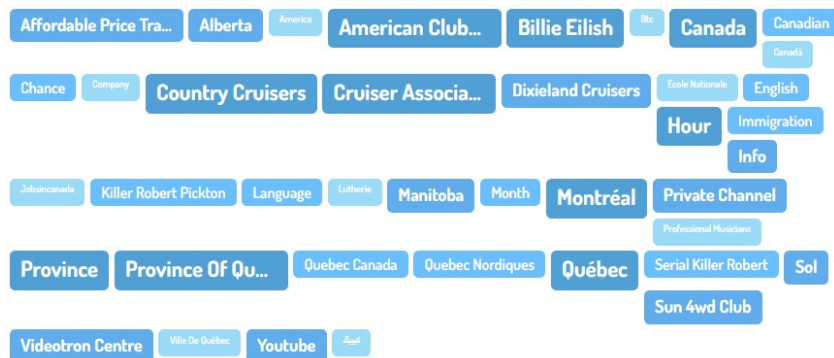 Affordable Price Tra... Alberta America American Club... Billie Eilish Btc Canada Canadian
Canadá
Chance Company Country Cruisers Cruiser Associa... Dixieland Cruisers École Nationale English
Hour Immigration
Info
Jobsincanada Killer Robert Pickton Language Lutherie Manitoba Month Montréal Private Channel
Professional Musicians
Province Province Of Qu... Quebec Canada Quebec Nordiques Québec Serial Killer Robert Sol
Sun 4wd Club
Videotron Centre Ville De Québec Youtube